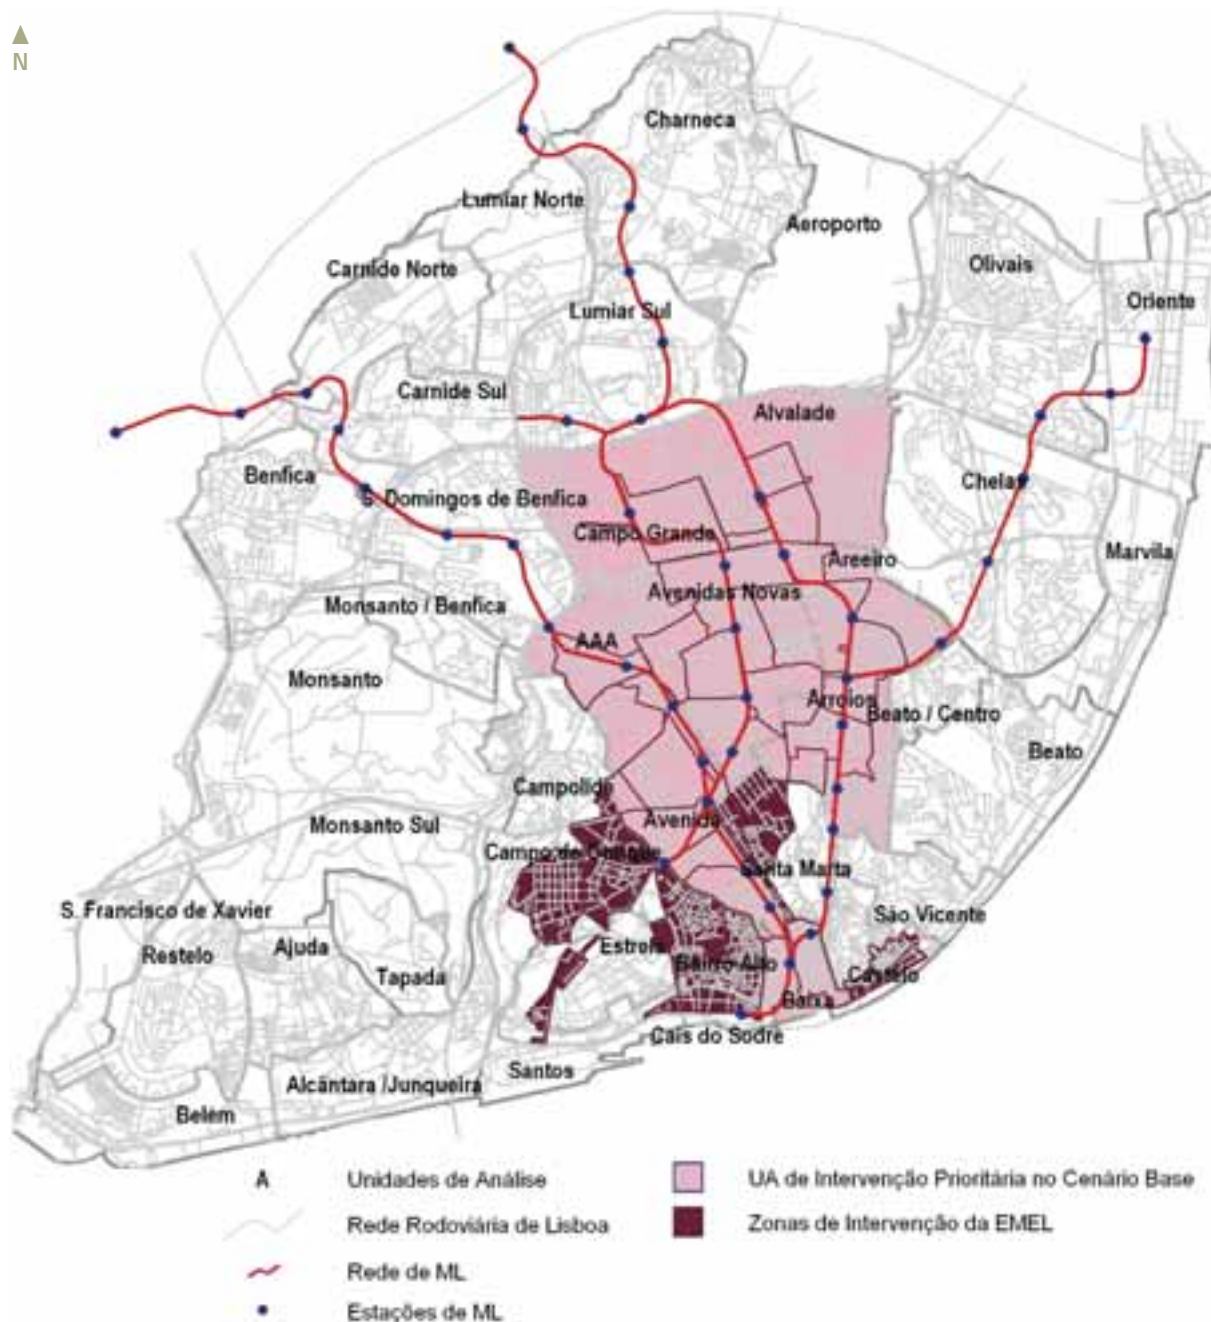 N
Charneca
Lumiar Norte
Aeroporto
Carnide Norte
Olivais
Oriente
Lumiar Sul
Carnide Sul
Alvalade
Benfica
S. Domingos de Benfica
Chelas
Campo Grande
Marvila
Areeiro
Avenidas Novas
Monsanto / Benfica
AAA
Monsanto
Arroios
Beato / Centro
Beato
Campolide
Avenida
Monsanto Sul
Campo de Ourique
Santa Marta
S. Francisco de Xavier
São Vicente
Restelo
Ajuda
Estrela
Bairro Alto
Tapada
Castelo
Baixa
Cais do Sodré
Santos
Alcântara /Junqueira
Belém
A Unidades de Análise
Rede Rodoviária de Lisboa
Rede de ML
Estações de ML
UA de Intervenção Prioritária no Cenário Base
Zonas de Intervenção da EMEL